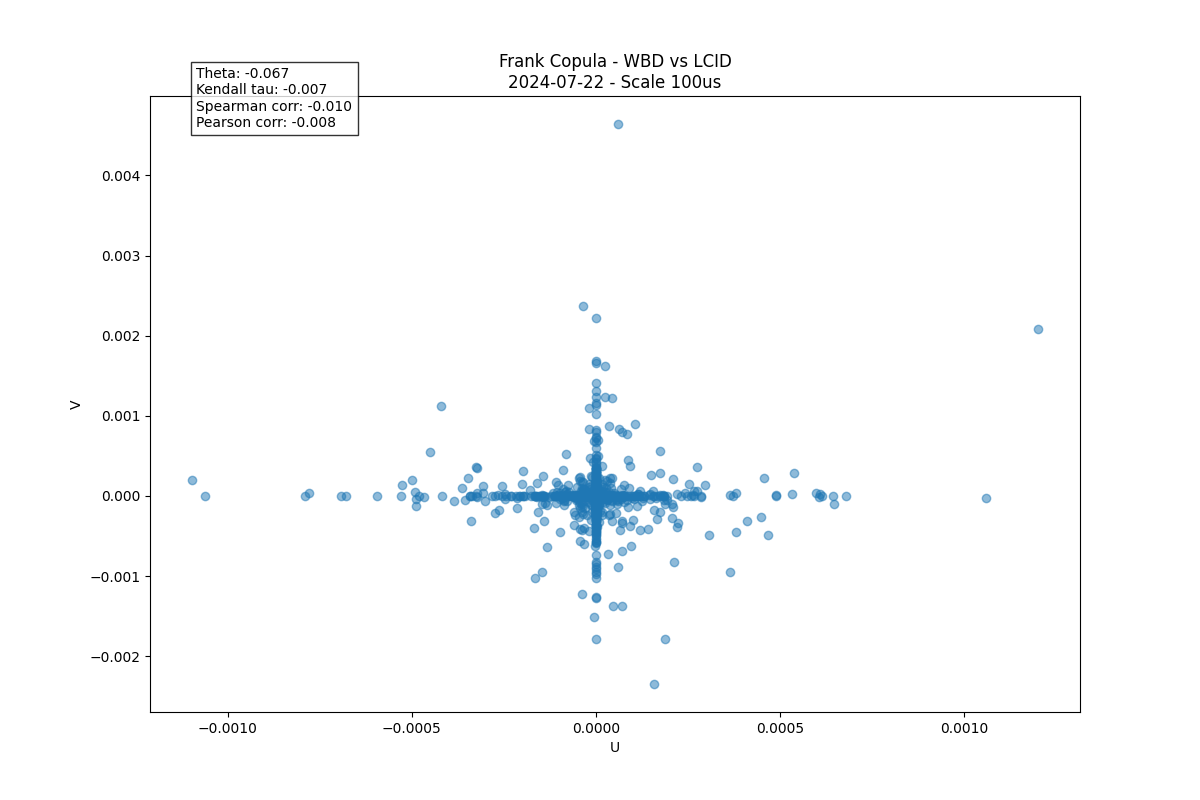 Frank Copula - WBD vs LCID
2024-07-22 - Scale 100us
Theta: -0.067
Kendall tau: -0.007
Spearman corr: -0.010
Pearson corr: -0.008
0.004
0.003
0.002
0.001
0.000
−0.001
−0.002
V
−0.0010
−0.0005
0.0000
0.0005
0.0010
U